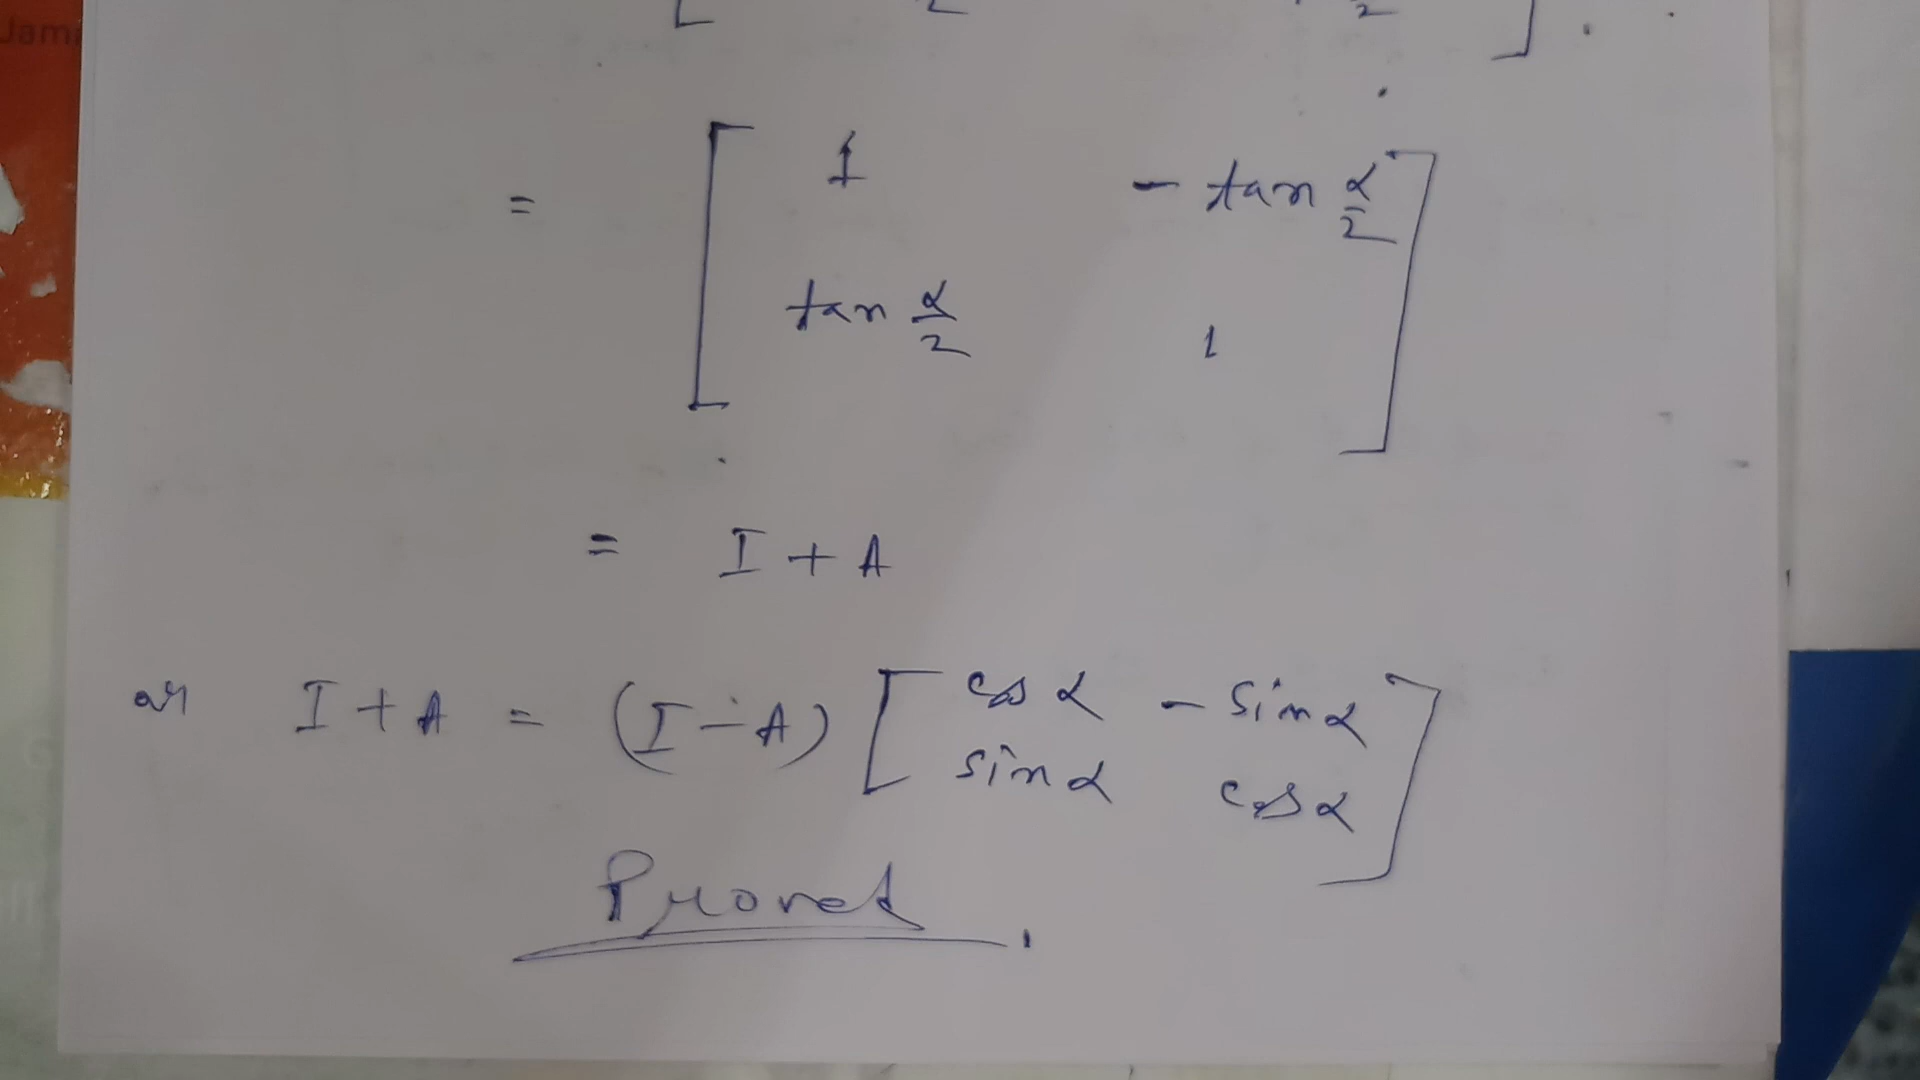 = [ 1 - tan α/2
tan α/2 1 ]
= I + A
or I + A = (I - A) [ cos α - sin α
sin α cos α ]
Proved.